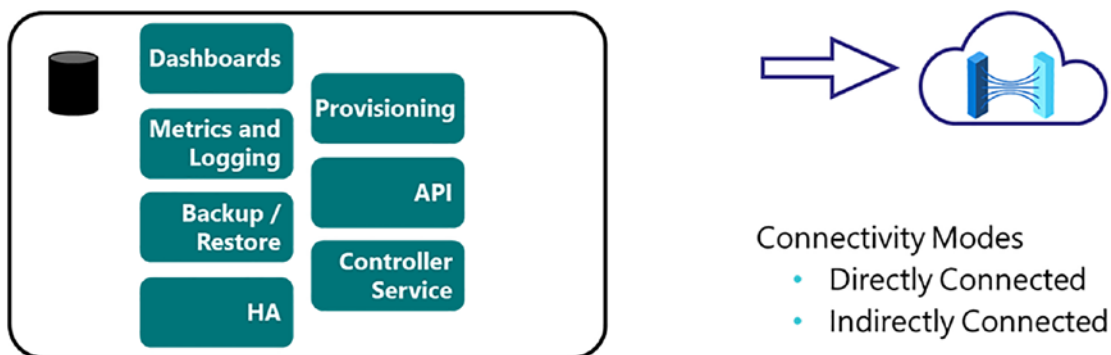 Dashboards
Metrics and
Logging
Backup /
Restore
HA
Provisioning
API
Controller
Service
Connectivity Modes
• Directly Connected
• Indirectly Connected